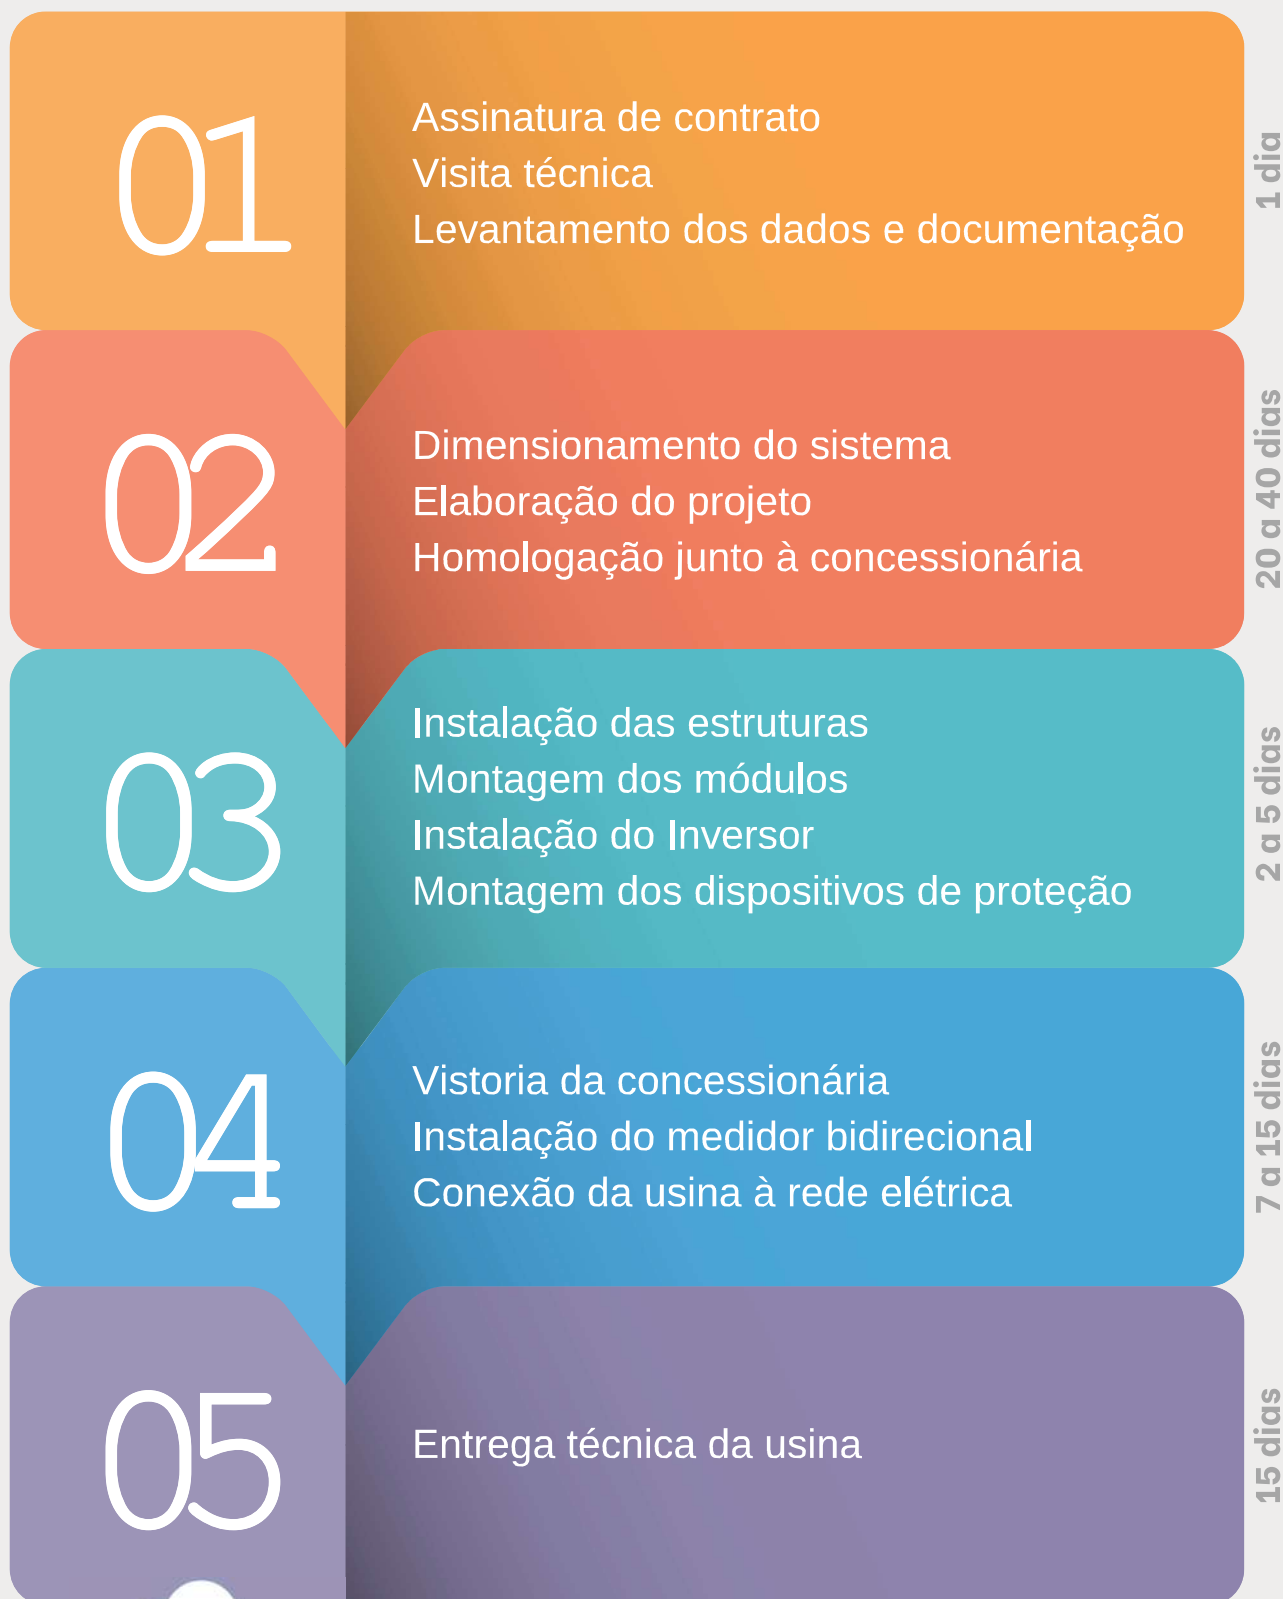 01
Assinatura de contrato
Visita técnica
Levantamento dos dados e documentação
1 dia
02
Dimensionamento do sistema
Elaboração do projeto
Homologação junto à concessionária
20 a 40 dias
03
Instalação das estruturas
Montagem dos módulos
Instalação do Inversor
Montagem dos dispositivos de proteção
2 a 5 dias
04
Vistoria da concessionária
Instalação do medidor bidirecional
Conexão da usina à rede elétrica
7 a 15 dias
05
Entrega técnica da usina
15 dias